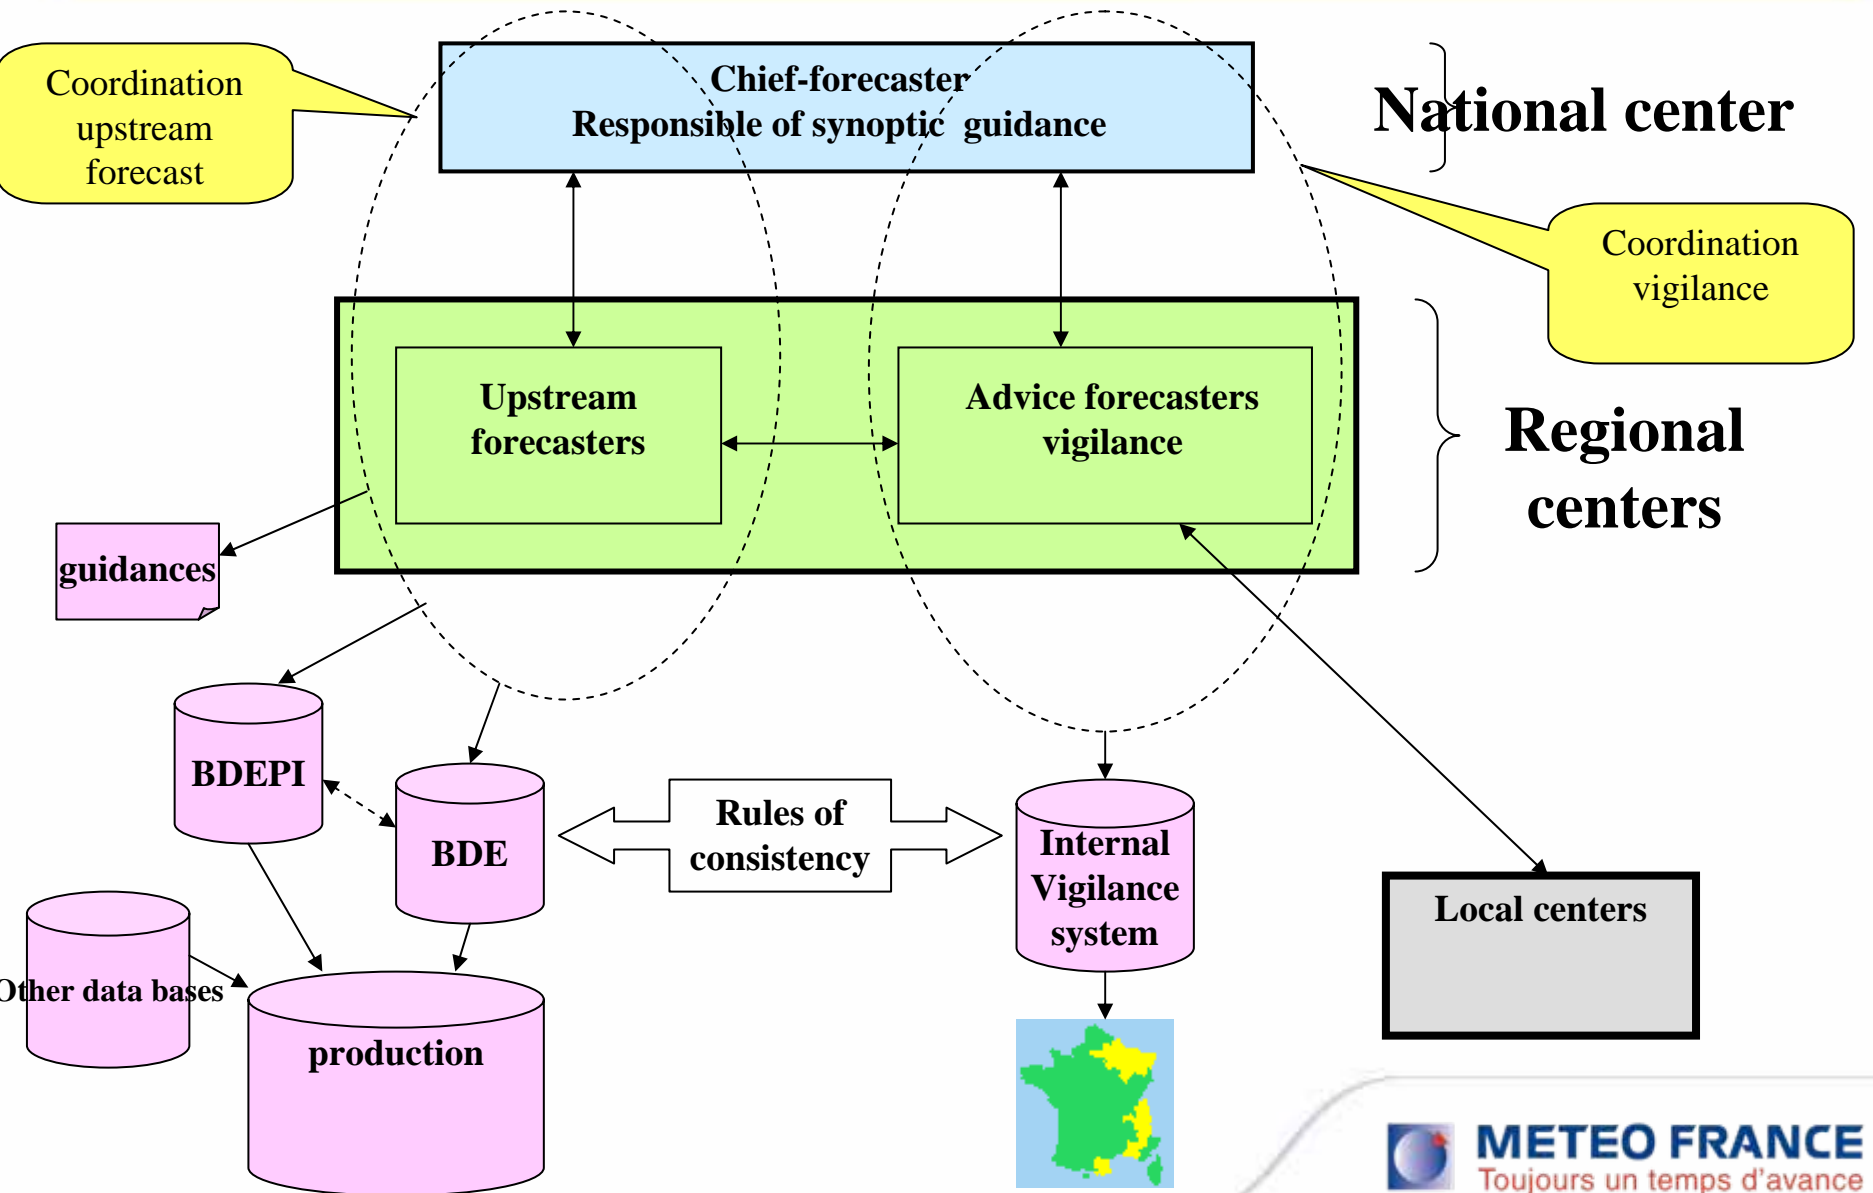 Coordination
upstream
forecast
Chief-forecaster
Responsible of synoptic guidance
National center
Coordination
vigilance
Upstream
forecasters
Advice forecasters
vigilance
Regional
centers
guidances
BDEPI
BDE
Rules of
consistency
Internal
Vigilance
system
Local centers
Other data bases
production
METEO FRANCE
Toujours un temps d'avance